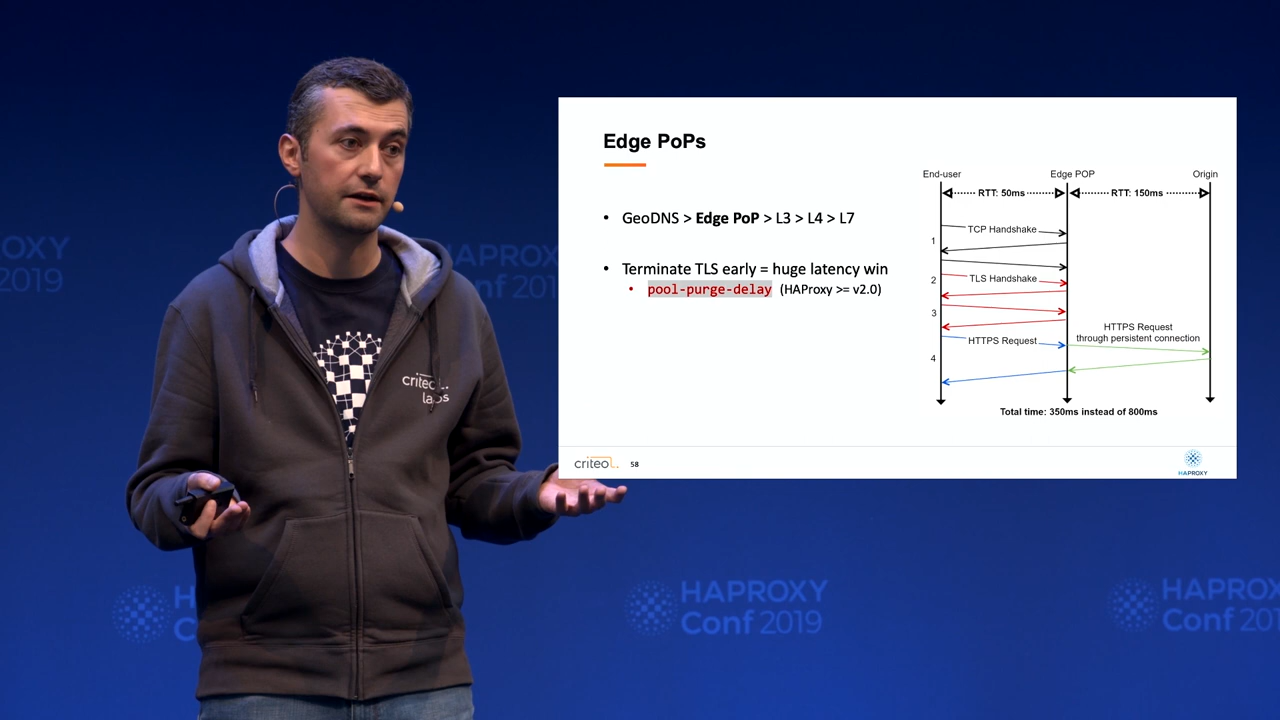 Edge PoPs
• GeoDNS > Edge PoP > L3 > L4 > L7
• Terminate TLS early = huge latency win
• pool-purge-delay (HAProxy >= v2.0)
End-user Edge POP Origin
RTT: 50ms RTT: 150ms
TCP Handshake
1
2
TLS Handshake
3
HTTPS Request
through persistent connection
HTTPS Request
4
Total time: 350ms instead of 800ms
criteo
58
HAPROXY
criteo
labs
OXY
2019
HAPROXY
Conf 2019
HAPROXY
Conf 2019